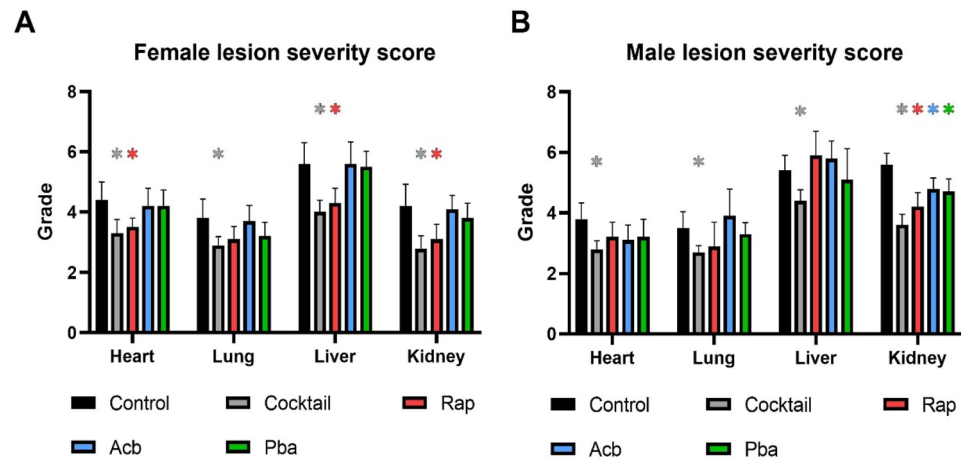 A
Female lesion severity score
Grade
8
6
4
2
0
* * * * * * *
Heart Lung Liver Kidney
Control Cocktail Rap
Acb Pba
B
Male lesion severity score
Grade
8
6
4
2
0
* * * * * * *
Heart Lung Liver Kidney
Control Cocktail Rap
Acb Pba